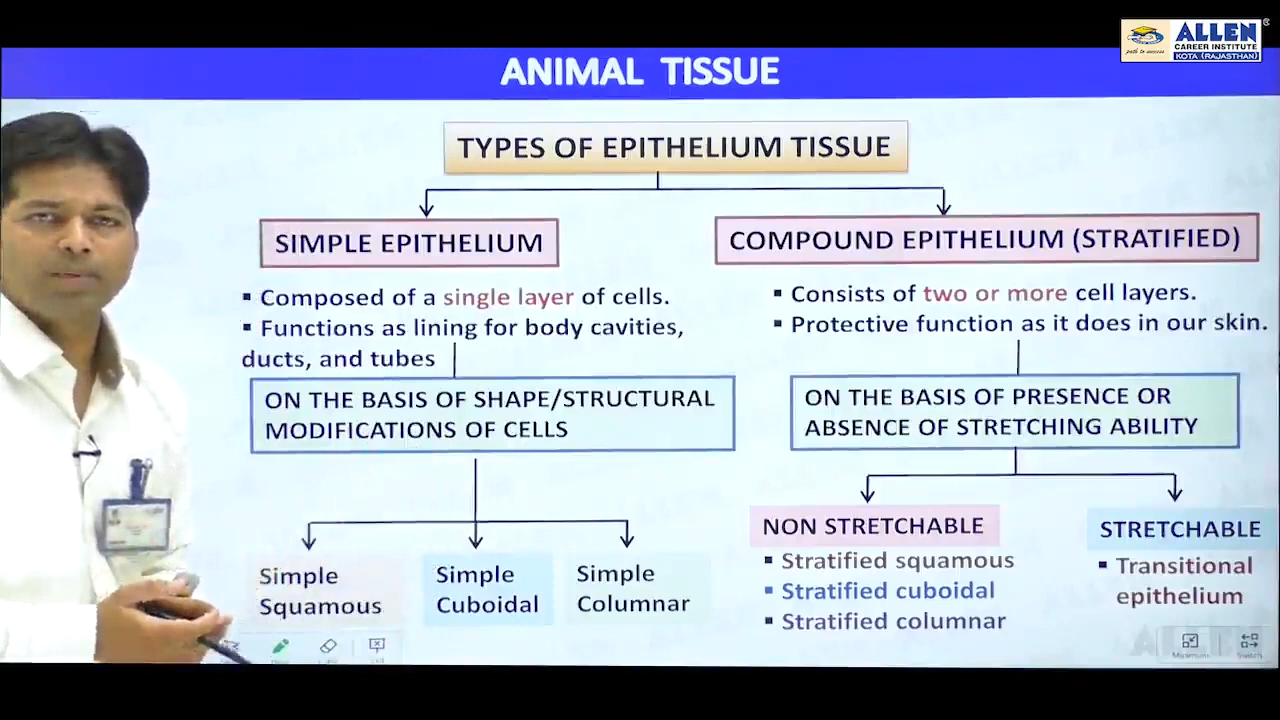 ALLEN
CAREER INSTITUTE
KOTA (RAJASTHAN)
path to success
ANIMAL TISSUE
TYPES OF EPITHELIUM TISSUE
SIMPLE EPITHELIUM
▪ Composed of a single layer of cells.
▪ Functions as lining for body cavities,
ducts, and tubes
ON THE BASIS OF SHAPE/STRUCTURAL
MODIFICATIONS OF CELLS
Simple
Squamous
Simple
Cuboidal
Simple
Columnar
COMPOUND EPITHELIUM (STRATIFIED)
▪ Consists of two or more cell layers.
▪ Protective function as it does in our skin.
ON THE BASIS OF PRESENCE OR
ABSENCE OF STRETCHING ABILITY
NON STRETCHABLE
▪ Stratified squamous
▪ Stratified cuboidal
▪ Stratified columnar
STRETCHABLE
▪ Transitional
epithelium
ALLEN